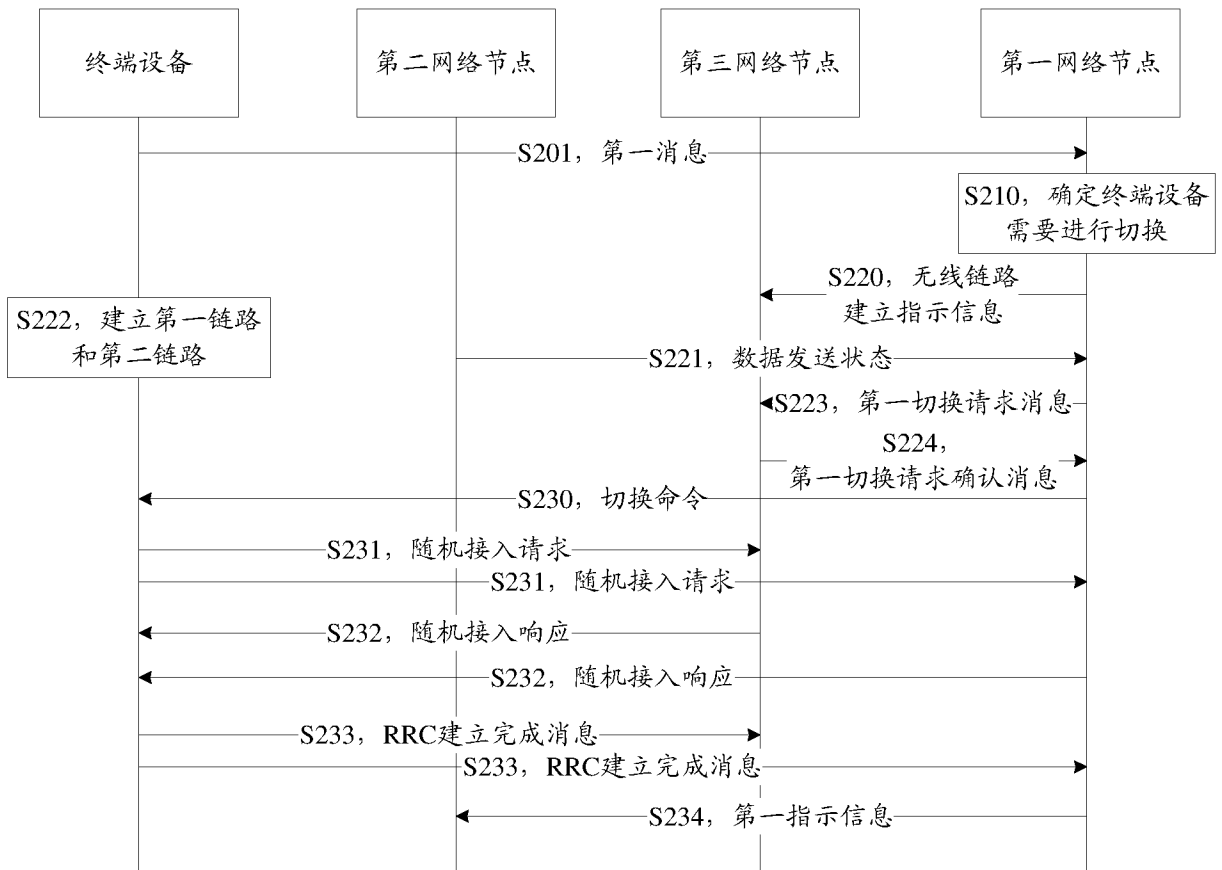 终端设备
第二网络节点
第三网络节点
第一网络节点
S201，第一消息
S210，确定终端设备
需要进行切换
S220，无线链路
建立指示信息
S222，建立第一链路
和第二链路
S221，数据发送状态
S223，第一切换请求消息
S224，
第一切换请求确认消息
S230，切换命令
S231，随机接入请求
S231，随机接入请求
S232，随机接入响应
S232，随机接入响应
S233，RRC建立完成消息
S233，RRC建立完成消息
S234，第一指示信息